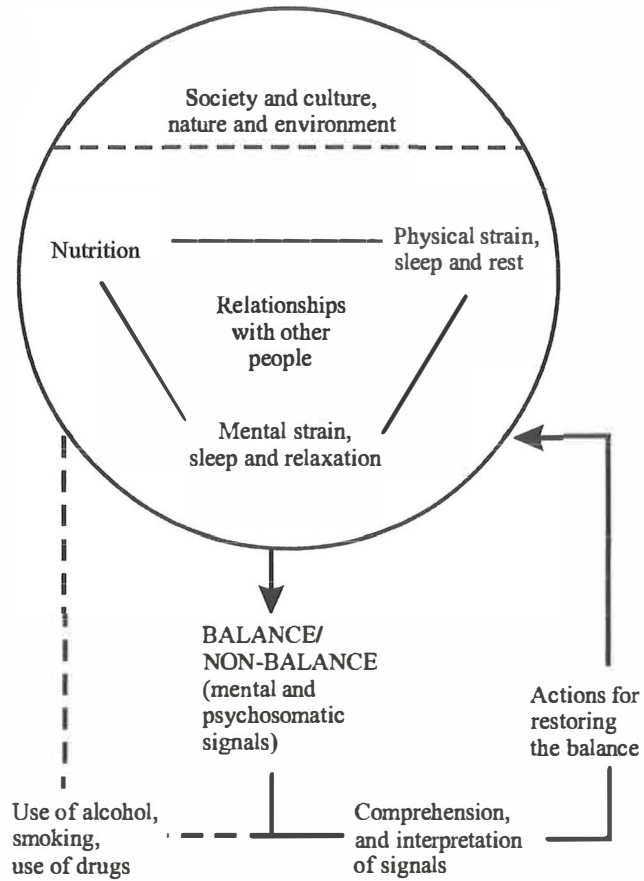 Society and culture,
nature and environment
Nutrition
Physical strain,
sleep and rest
Relationships
with other
people
Mental strain,
sleep and relaxation
BALANCE/
NON-BALANCE
(mental and
psychosomatic
signals)
Actions for
restoring
the balance
Use of alcohol,
smoking,
use of drugs
Comprehension,
and interpretation
of signals